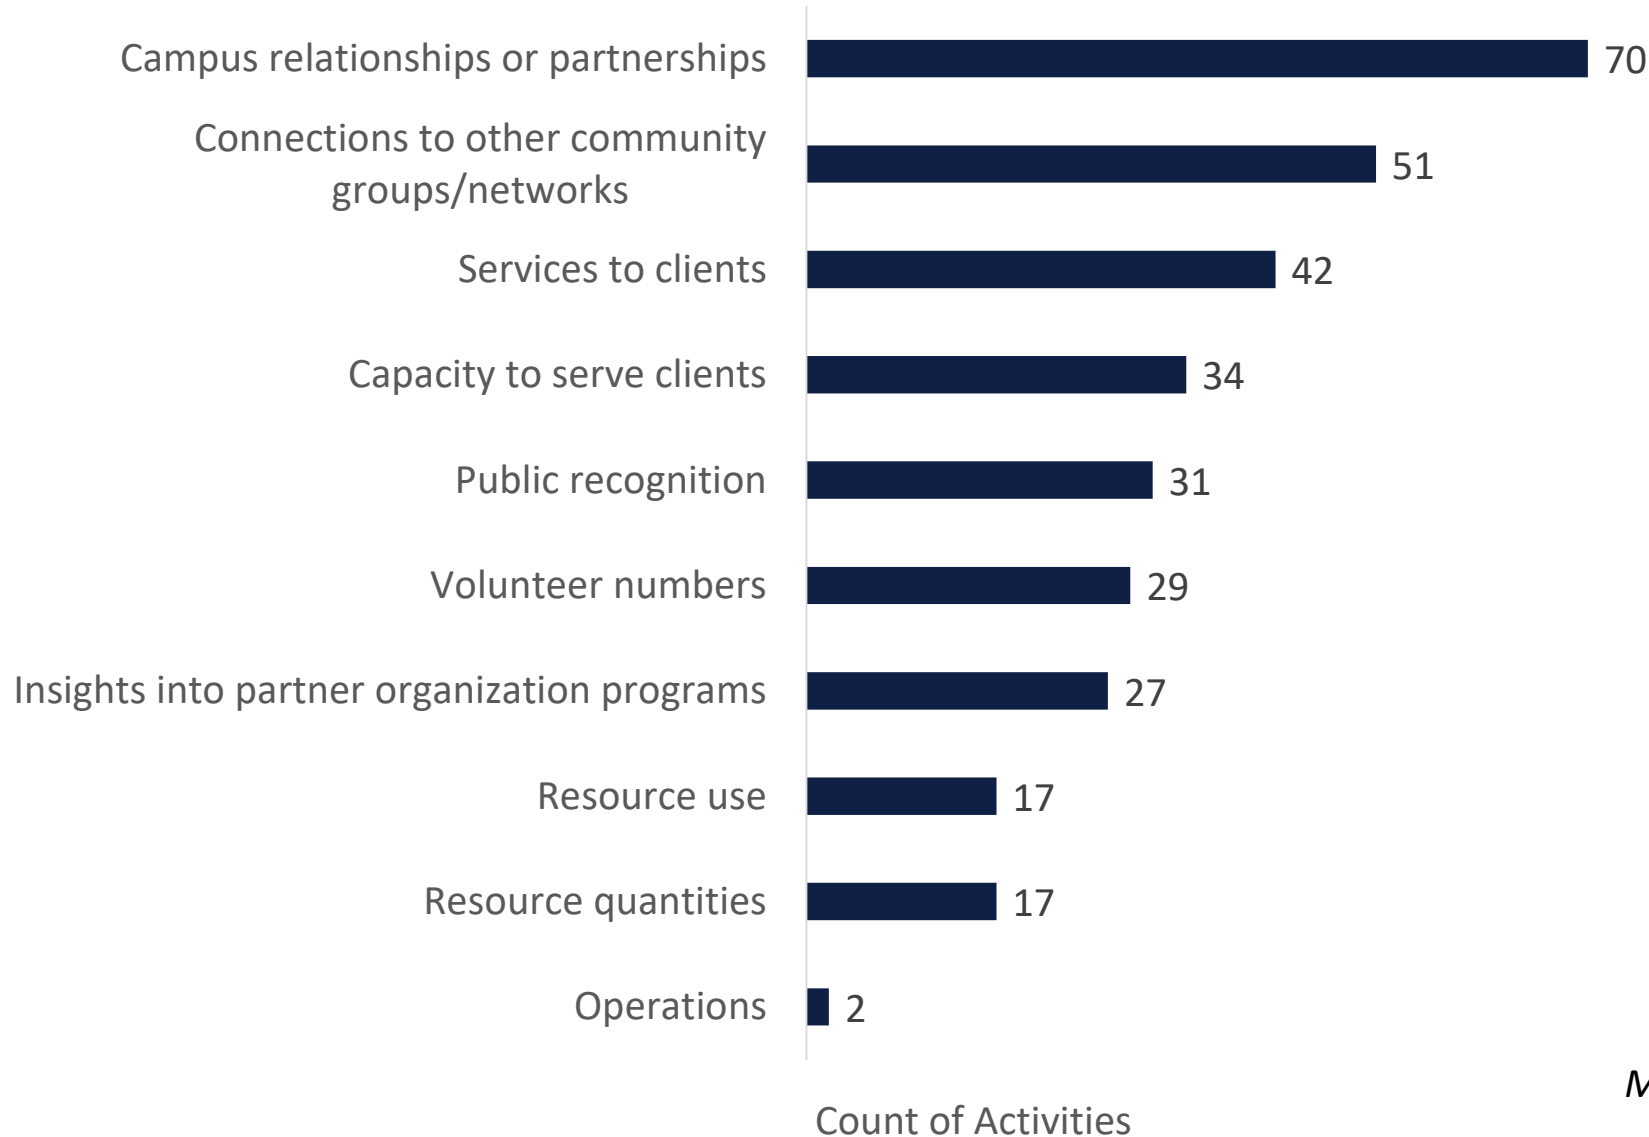 Campus relationships or partnerships 70
Connections to other community
groups/networks 51
Services to clients 42
Capacity to serve clients 34
Public recognition 31
Volunteer numbers 29
Insights into partner organization programs 27
Resource use 17
Resource quantities 17
Operations 2
Count of Activities